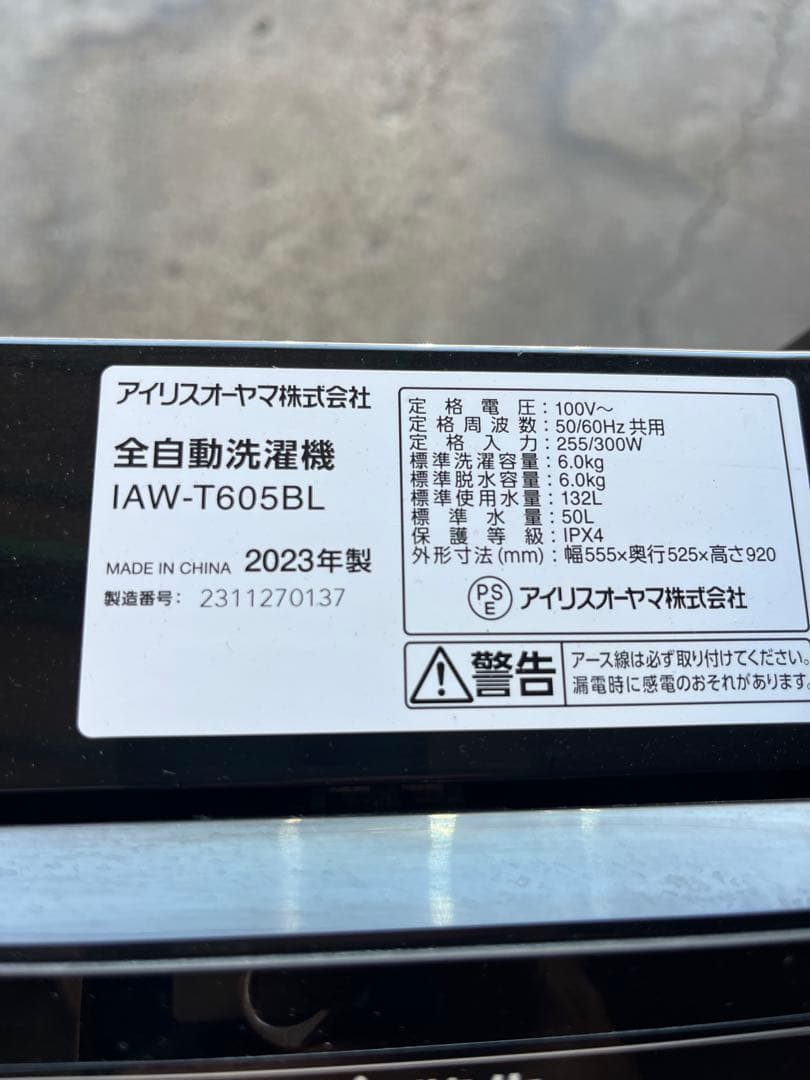 アイリスオーヤマ株式会社
全自動洗濯機
IAW-T605BL
MADE IN CHINA 2023年製
製造番号: 2311270137
定格電圧:100V～
定格周波数:50/60Hz共用
定格入力:255/300W
標準洗濯容量:6.0kg
標準脱水容量:6.0kg
標準使用水量:132L
標準水量:50L
保護等級:IPX4
外形寸法(mm):幅555×奥行525×高さ920
PS
E アイリスオーヤマ株式会社
警告
アース線は必ず取り付けてください。
漏電時に感電のおそれがあります。